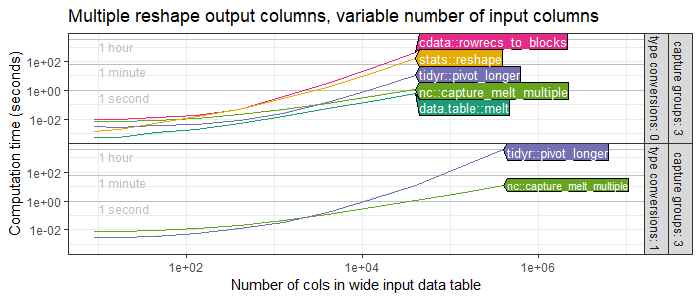 Multiple reshape output columns, variable number of input columns
Computation time (seconds)
1e+02
1e+00
1e-02
1 hour
1 minute
1 second
cdata::rowrecs_to_blocks
stats::reshape
tidyr::pivot_longer
nc::capture_melt_multiple
data.table::melt
type conversions: 0
capture groups: 3
1e+02
1e+00
1e-02
1 hour
1 minute
1 second
tidyr::pivot_longer
nc::capture_melt_multiple
type conversions: 1
capture groups: 3
1e+02
1e+04
1e+06
Number of cols in wide input data table